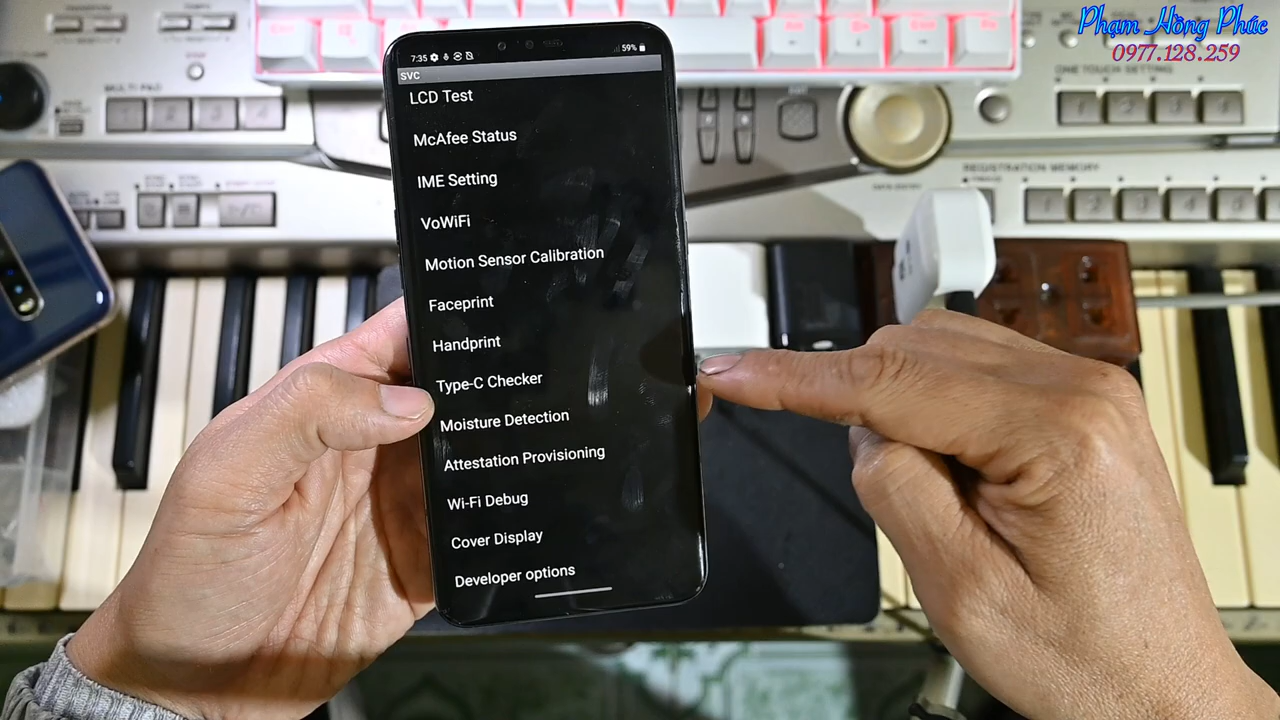 Phạm Hồng Phúc
0977.128.259
7:35
59%
SVC
LCD Test
McAfee Status
IME Setting
VoWiFi
Motion Sensor Calibration
Faceprint
Handprint
Type-C Checker
Moisture Detection
Attestation Provisioning
Wi-Fi Debug
Cover Display
Developer options
MULTI PAD
ONE TOUCH SETTING
REGISTRATION MEMORY
DATA ENTRY